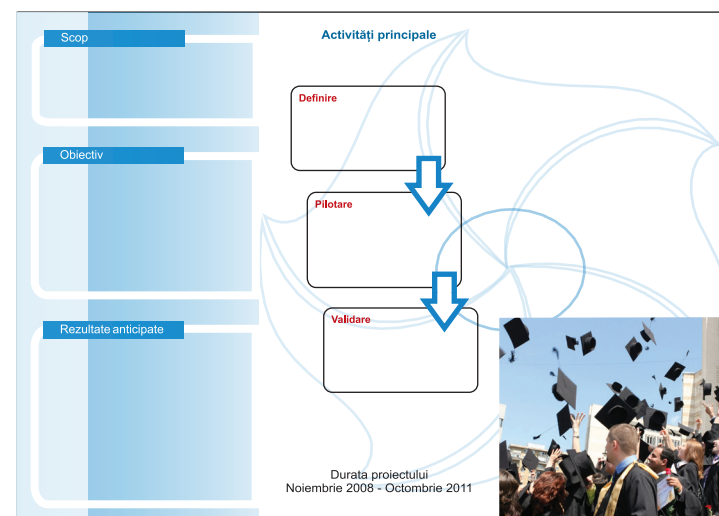 Scop
Obiectiv
Rezultate anticipate
Activități principale
Definire
Pilotare
Validare
Durata proiectului
Noiembrie 2008 - Octombrie 2011